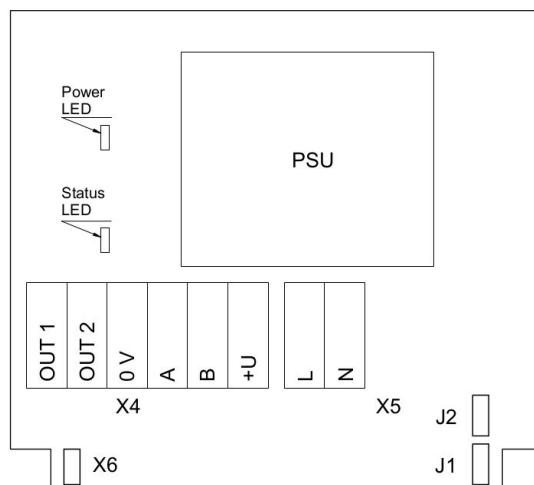 Power
LED
PSU
Status
LED
OUT 1
OUT 2
0 V
A
B
+U
L
N
X4
X5
J2
X6
J1